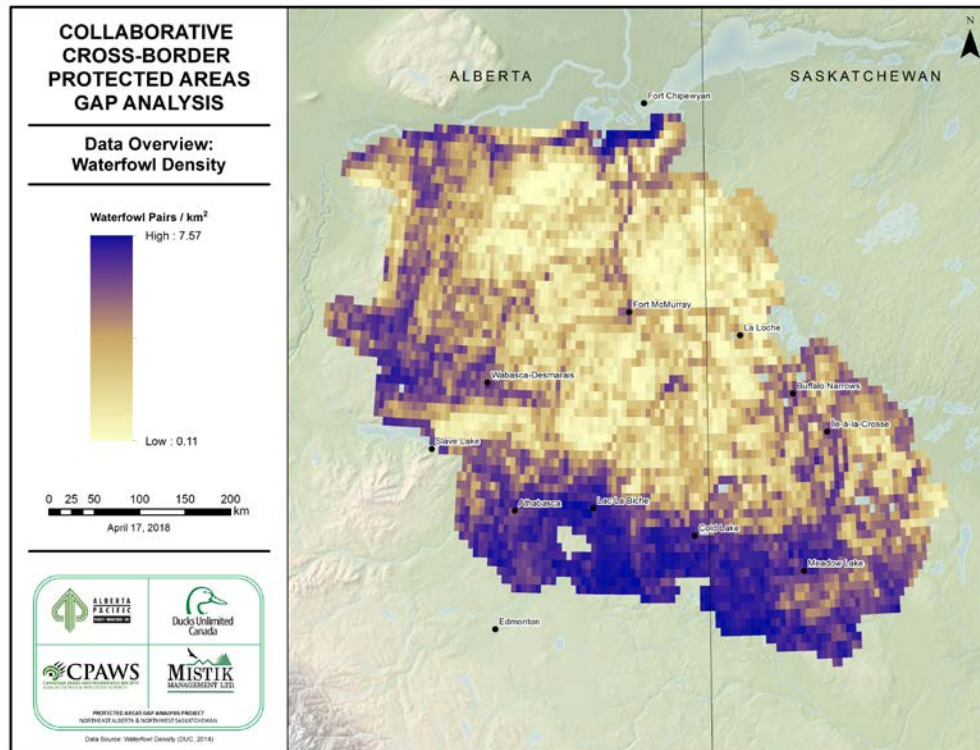 COLLABORATIVE
CROSS-BORDER
PROTECTED AREAS
GAP ANALYSIS
Data Overview:
Waterfowl Density
Waterfowl Pairs / km²
High : 7.57
Low : 0.11
0 25 50 100 150 200
km
April 17, 2018
ALBERTA
PACIFIC
Ducks Unlimited
Canada
CPAWS
MISTIK
MANAGEMENT LTD.
PROTECTED AREAS GAP ANALYSIS PROJECT
NORTHEAST ALBERTA & NORTHWEST SASKATCHEWAN
Data Source: Waterfowl Density (DUC, 2014)
N
ALBERTA
SASKATCHEWAN
Fort Chipewyan
Fort McMurray
La Loche
Wabasca-Desmarais
Buffalo Narrows
Île-à-la-Crosse
Slave Lake
Athabasca
Lac La Biche
Cold Lake
Meadow Lake
Edmonton